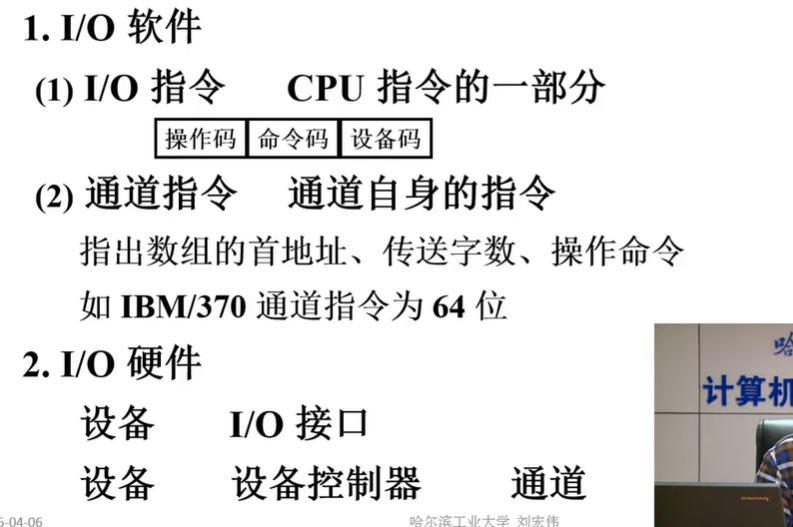 1. I/O 软件
(1) I/O 指令 CPU 指令的一部分
操作码 命令码 设备码
(2) 通道指令 通道自身的指令
指出数组的首地址、传送字数、操作命令
如 IBM/370 通道指令为 64 位
2. I/O 硬件
哈
计算机
设备 I/O 接口
设备 设备控制器 通道
5-04-06 哈尔滨工业大学 刘宏伟